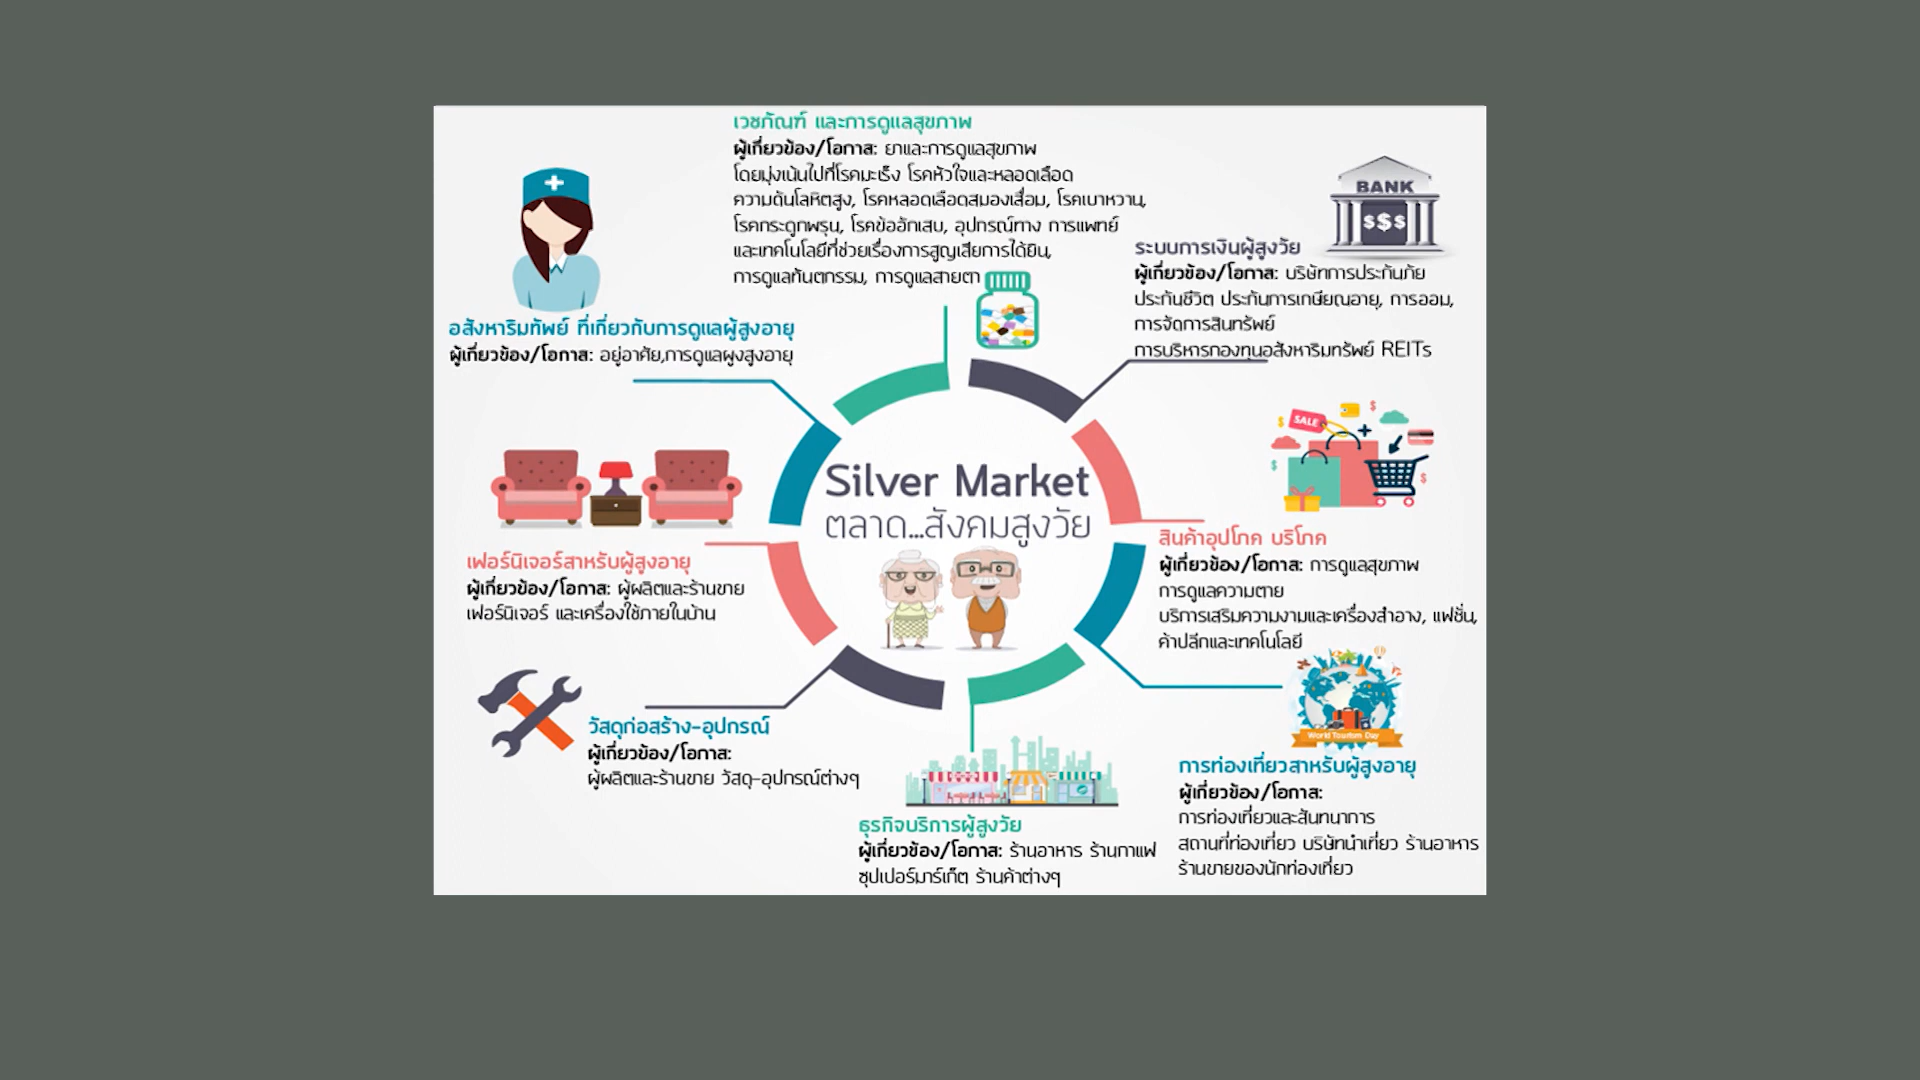 เวชภัณฑ์ และการดูแลสุขภาพ
ผู้เกี่ยวข้อง/โอกาส: ยาและการดูแลสุขภาพ
โดยมุ่งเน้นไปที่โรคมะเร็ง โรคหัวใจและหลอดเลือด
ความดันโลหิตสูง, โรคหลอดเลือดสมองเสื่อม, โรคเบาหวาน,
โรคกระดูกพรุน, โรคข้ออักเสบ, อุปกรณ์ทาง การแพทย์
และเทคโนโลยีที่ช่วยเรื่องการสูญเสียการได้ยิน,
การดูแลทันตกรรม, การดูแลสายตา
BANK
$$$
ระบบการเงินผู้สูงวัย
ผู้เกี่ยวข้อง/โอกาส: บริษัทการประกันภัย
ประกันชีวิต ประกันการเกษียณอายุ, การออม,
การจัดการสินทรัพย์
การบริหารกองทุนอสังหาริมทรัพย์ REITs
อสังหาริมทัพย์ ที่เกี่ยวกับการดูแลผู้สูงอายุ
ผู้เกี่ยวข้อง/โอกาส: อยู่อาศัย,การดูแลผูงสูงอายุ
SALE
Silver Market
ตลาด...สังคมสูงวัย
สินค้าอุปโภค บริโภค
ผู้เกี่ยวข้อง/โอกาส: การดูแลสุขภาพ
การดูแลความตาย
บริการเสริมความงามและเครื่องสำอาง, แฟชั่น,
ค้าปลีกและเทคโนโลยี
เฟอร์นิเจอร์สาหรับผู้สูงอายุ
ผู้เกี่ยวข้อง/โอกาส: ผู้ผลิตและร้านขาย
เฟอร์นิเจอร์ และเครื่องใช้ภายในบ้าน
วัสดุก่อสร้าง-อุปกรณ์
ผู้เกี่ยวข้อง/โอกาส:
ผู้ผลิตและร้านขาย วัสดุ-อุปกรณ์ต่างๆ
World Tourism Day
การท่องเที่ยวสาหรับผู้สูงอายุ
ผู้เกี่ยวข้อง/โอกาส:
การท่องเที่ยวและสันทนาการ
สถานที่ท่องเที่ยว บริษัทนำเที่ยว ร้านอาหาร
ร้านขายของนักท่องเที่ยว
ธุรกิจบริการผู้สูงวัย
ผู้เกี่ยวข้อง/โอกาส: ร้านอาหาร ร้านกาแฟ
ซุปเปอร์มาร์เก็ต ร้านค้าต่างๆ